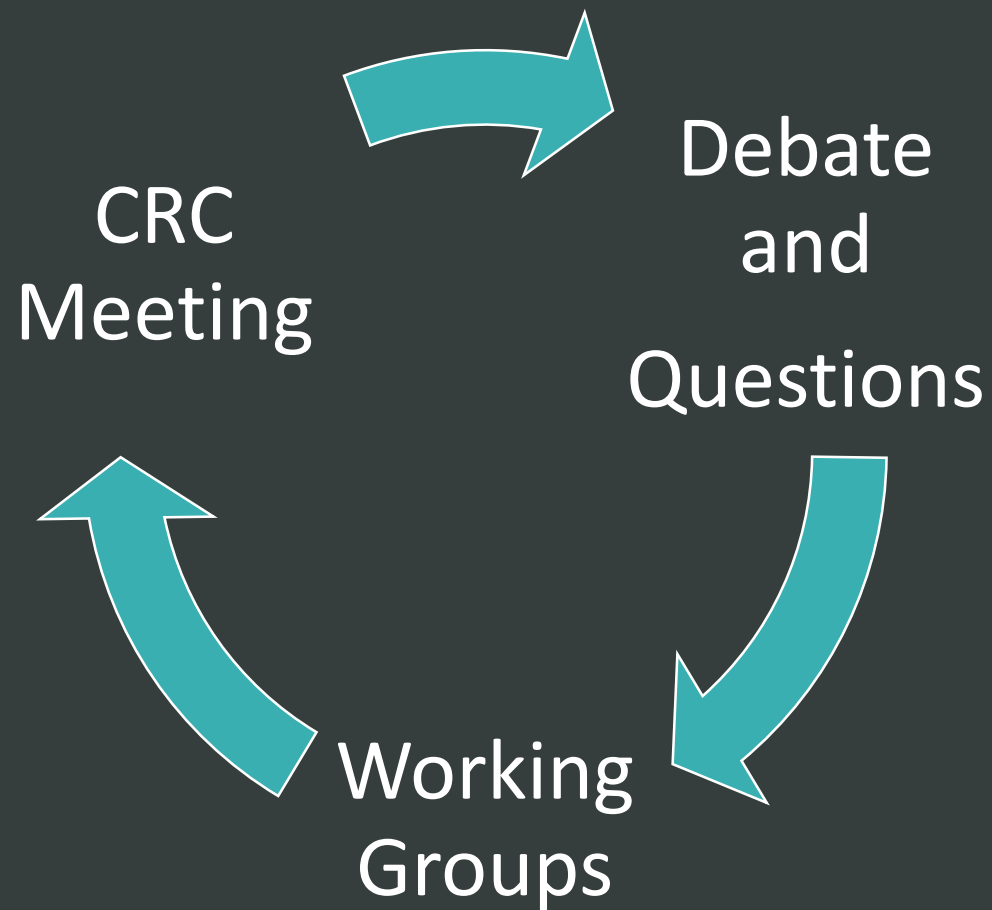 CRC
Meeting
Debate
and
Questions
Working
Groups